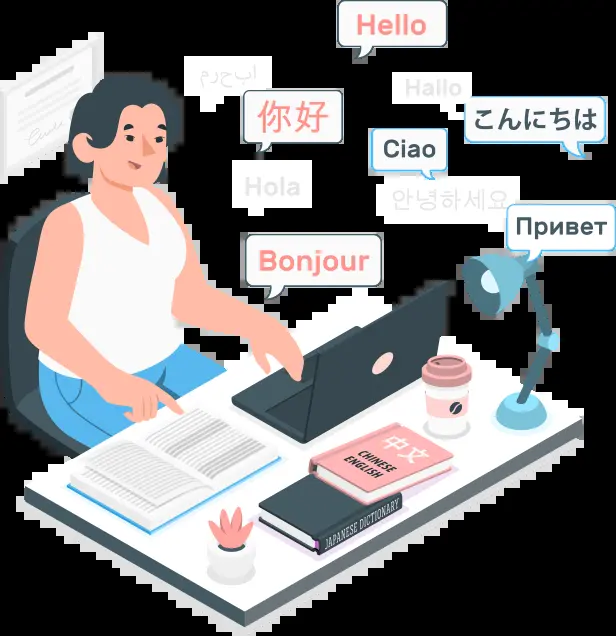 Hello
ابحرم
Hallo
你好
こんにちは
Ciao
Hola
안녕하세요
Привет
Bonjour
中文
CHINESE
ENGLISH
JAPANESE DICTIONARY